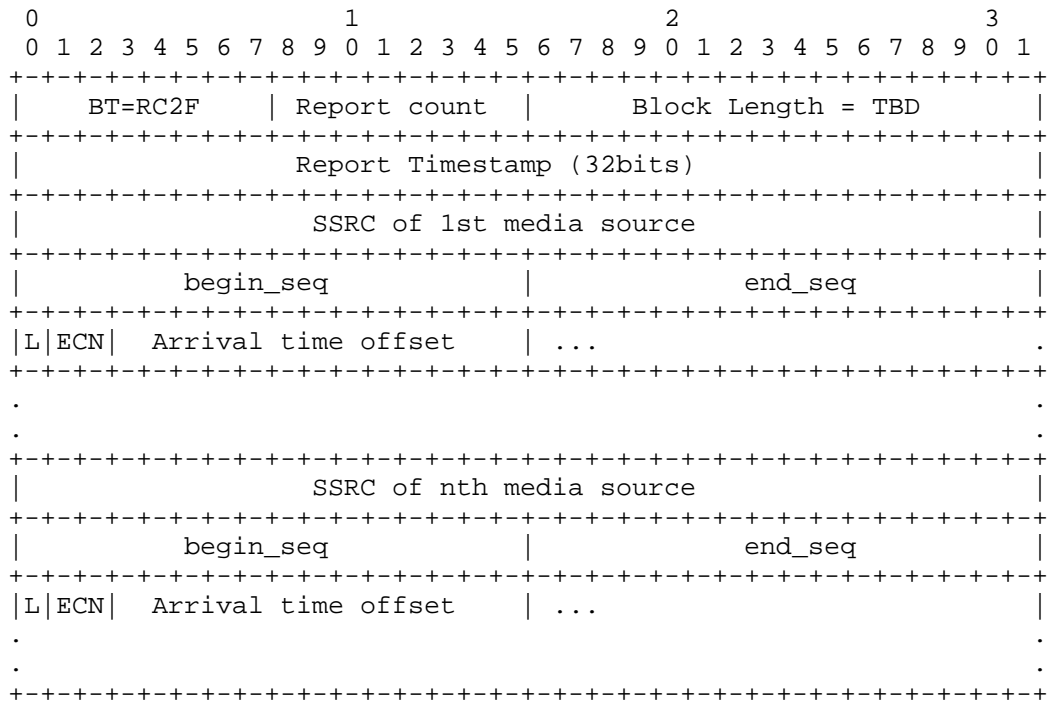 0                   1                   2                   3
 0 1 2 3 4 5 6 7 8 9 0 1 2 3 4 5 6 7 8 9 0 1 2 3 4 5 6 7 8 9 0 1
+-+-+-+-+-+-+-+-+-+-+-+-+-+-+-+-+-+-+-+-+-+-+-+-+-+-+-+-+-+-+-+-+
|    BT=RC2F    | Report count  |      Block Length = TBD       |
+-+-+-+-+-+-+-+-+-+-+-+-+-+-+-+-+-+-+-+-+-+-+-+-+-+-+-+-+-+-+-+-+
|                 Report Timestamp (32bits)                     |
+-+-+-+-+-+-+-+-+-+-+-+-+-+-+-+-+-+-+-+-+-+-+-+-+-+-+-+-+-+-+-+-+
|                  SSRC of 1st media source                     |
+-+-+-+-+-+-+-+-+-+-+-+-+-+-+-+-+-+-+-+-+-+-+-+-+-+-+-+-+-+-+-+-+
|          begin_seq            |             end_seq           |
+-+-+-+-+-+-+-+-+-+-+-+-+-+-+-+-+-+-+-+-+-+-+-+-+-+-+-+-+-+-+-+-+
|L|ECN|  Arrival time offset    | ...                           .
+-+-+-+-+-+-+-+-+-+-+-+-+-+-+-+-+-+-+-+-+-+-+-+-+-+-+-+-+-+-+-+-+
.                                                               .
.                                                               .
+-+-+-+-+-+-+-+-+-+-+-+-+-+-+-+-+-+-+-+-+-+-+-+-+-+-+-+-+-+-+-+-+
|                  SSRC of nth media source                     |
+-+-+-+-+-+-+-+-+-+-+-+-+-+-+-+-+-+-+-+-+-+-+-+-+-+-+-+-+-+-+-+-+
|          begin_seq            |             end_seq           |
+-+-+-+-+-+-+-+-+-+-+-+-+-+-+-+-+-+-+-+-+-+-+-+-+-+-+-+-+-+-+-+-+
|L|ECN|  Arrival time offset    | ...                           |
.                                                               .
.                                                               .
+-+-+-+-+-+-+-+-+-+-+-+-+-+-+-+-+-+-+-+-+-+-+-+-+-+-+-+-+-+-+-+-+